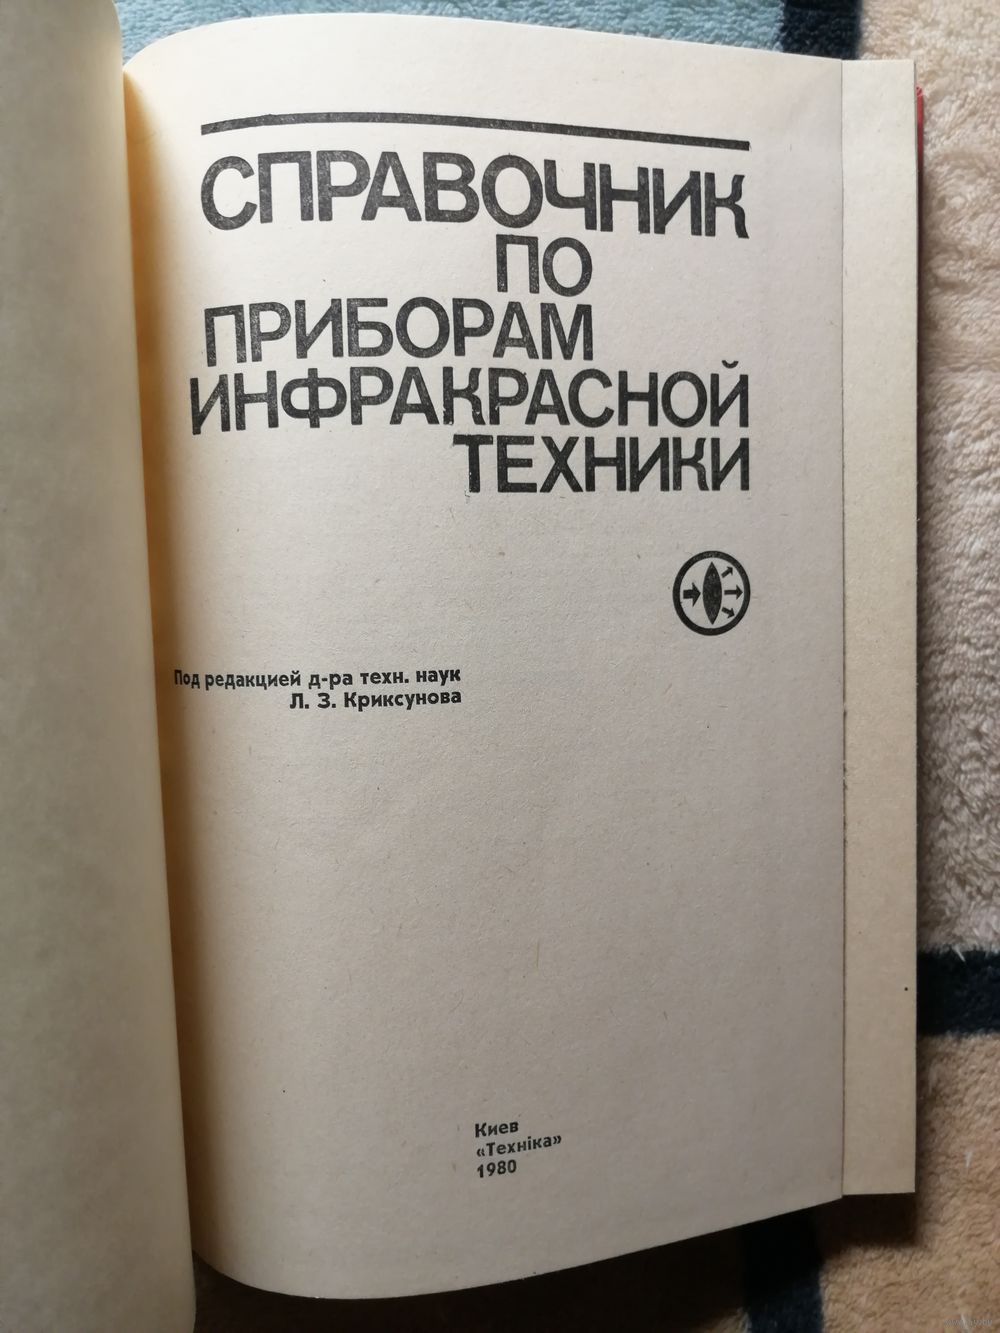 СПРАВОЧНИК
ПО
ПРИБОРАМ
ИНФРАКРАСНОЙ
ТЕХНИКИ
Под редакцией д-ра техн. наук
Л. З. Криксунова
Киев
«Техніка»
1980